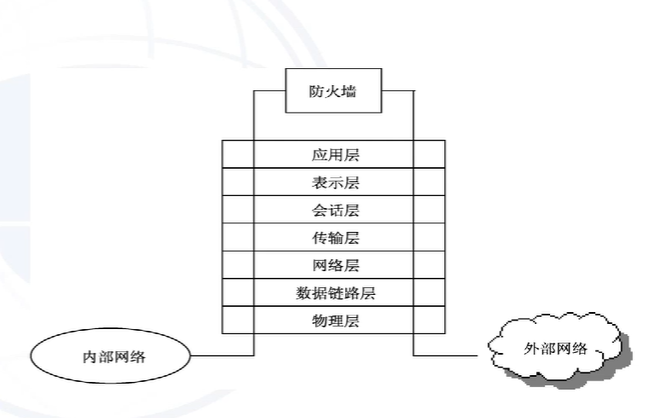 防火墙
应用层
表示层
会话层
传输层
网络层
数据链路层
物理层
内部网络
外部网络